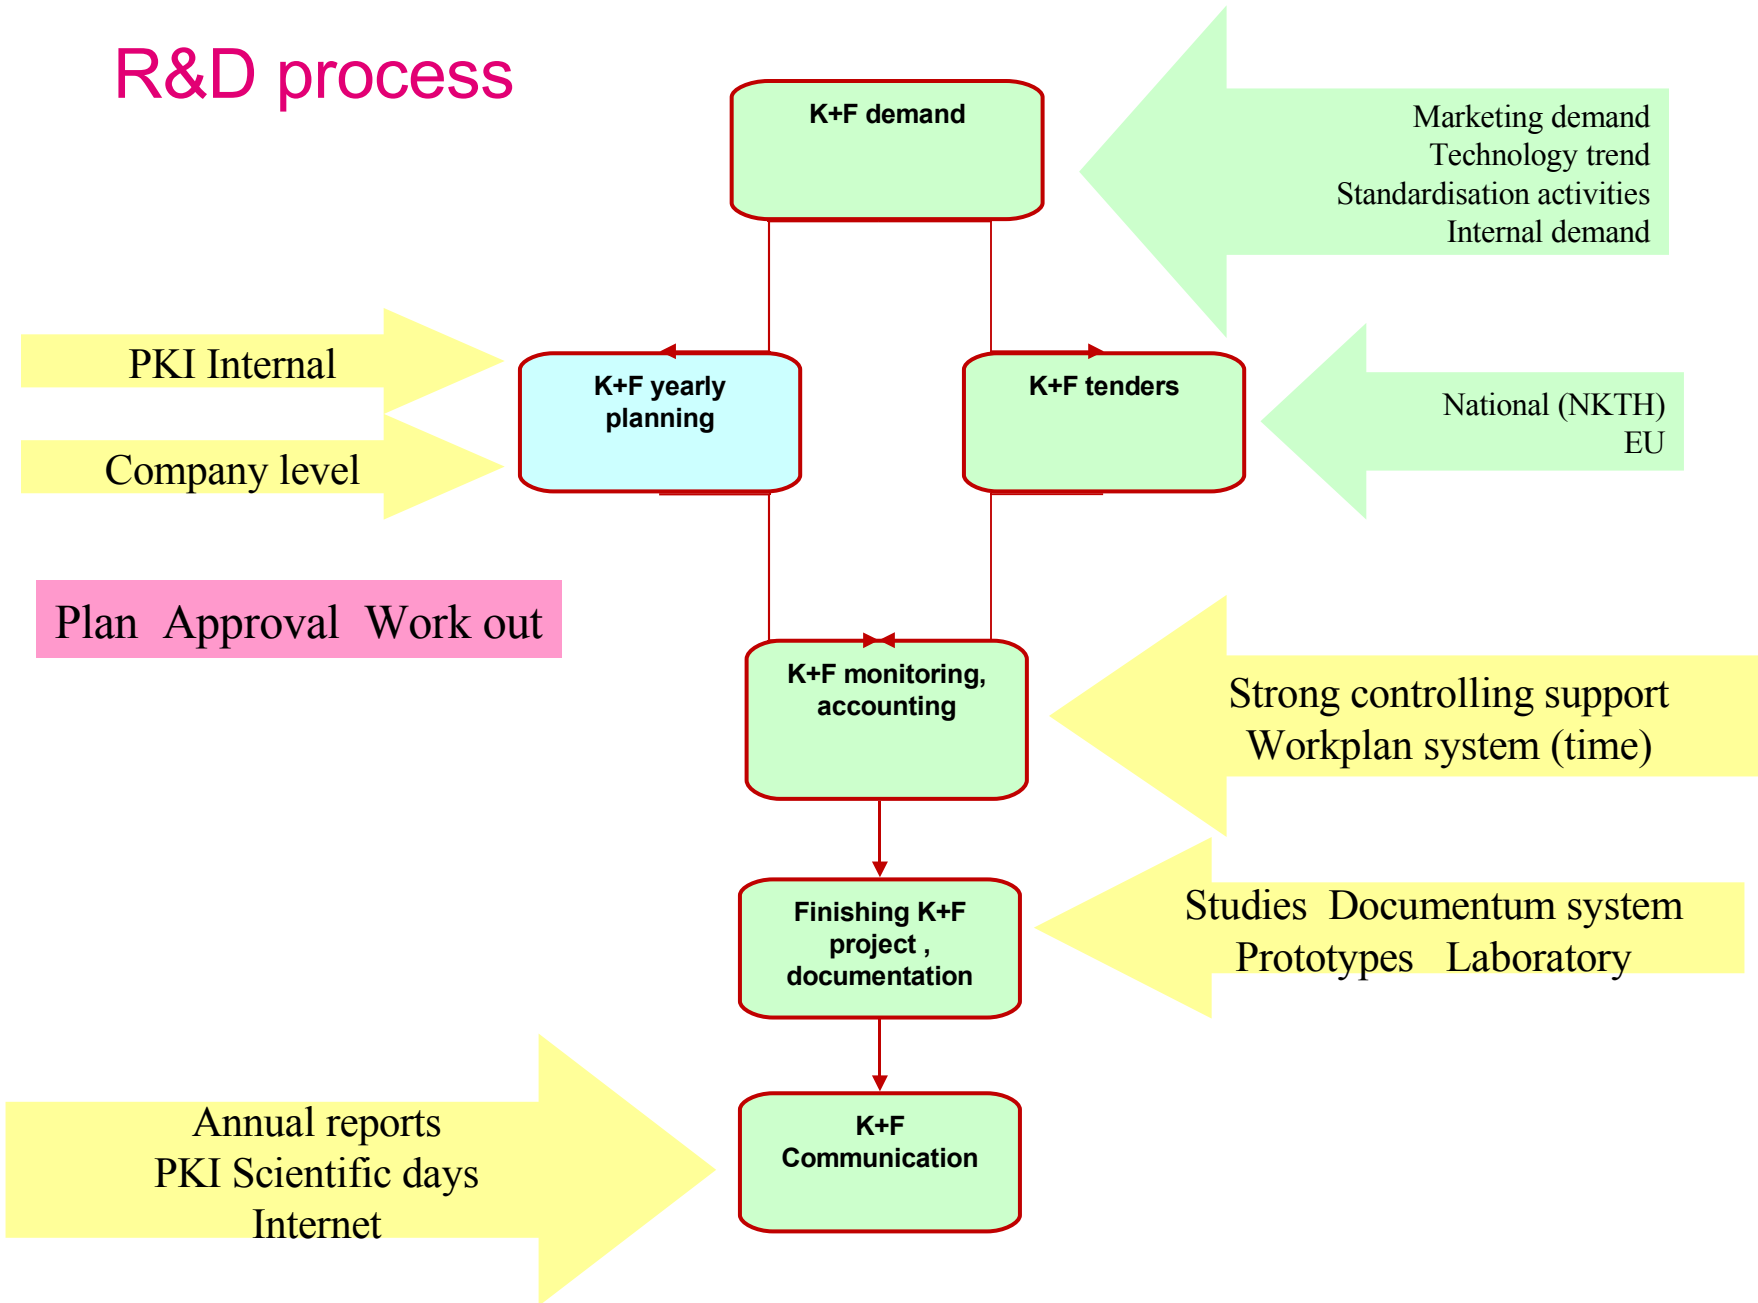 R&D process
K+F demand
Marketing demand
Technology trend
Standardisation activities
Internal demand
PKI Internal
Company level
K+F yearly
planning
K+F tenders
National (NKTH)
EU
Plan  Approval  Work out
K+F monitoring,
accounting
Strong controlling support
Workplan system (time)
Finishing K+F
project ,
documentation
Studies  Documentum system
Prototypes   Laboratory
Annual reports
PKI Scientific days
Internet
K+F
Communication